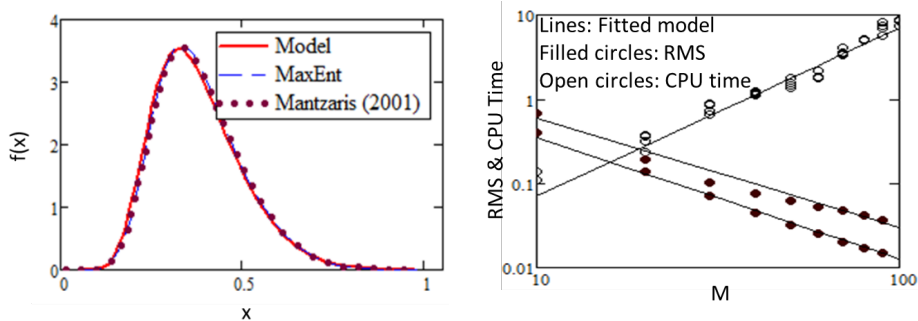 4
3
2
1
0
f(x)
Model
MaxEnt
Mantzaris (2001)
0
0.5
1
x
10
1
0.1
0.01
RMS & CPU Time
Lines: Fitted model
Filled circles: RMS
Open circles: CPU time
10
100
M